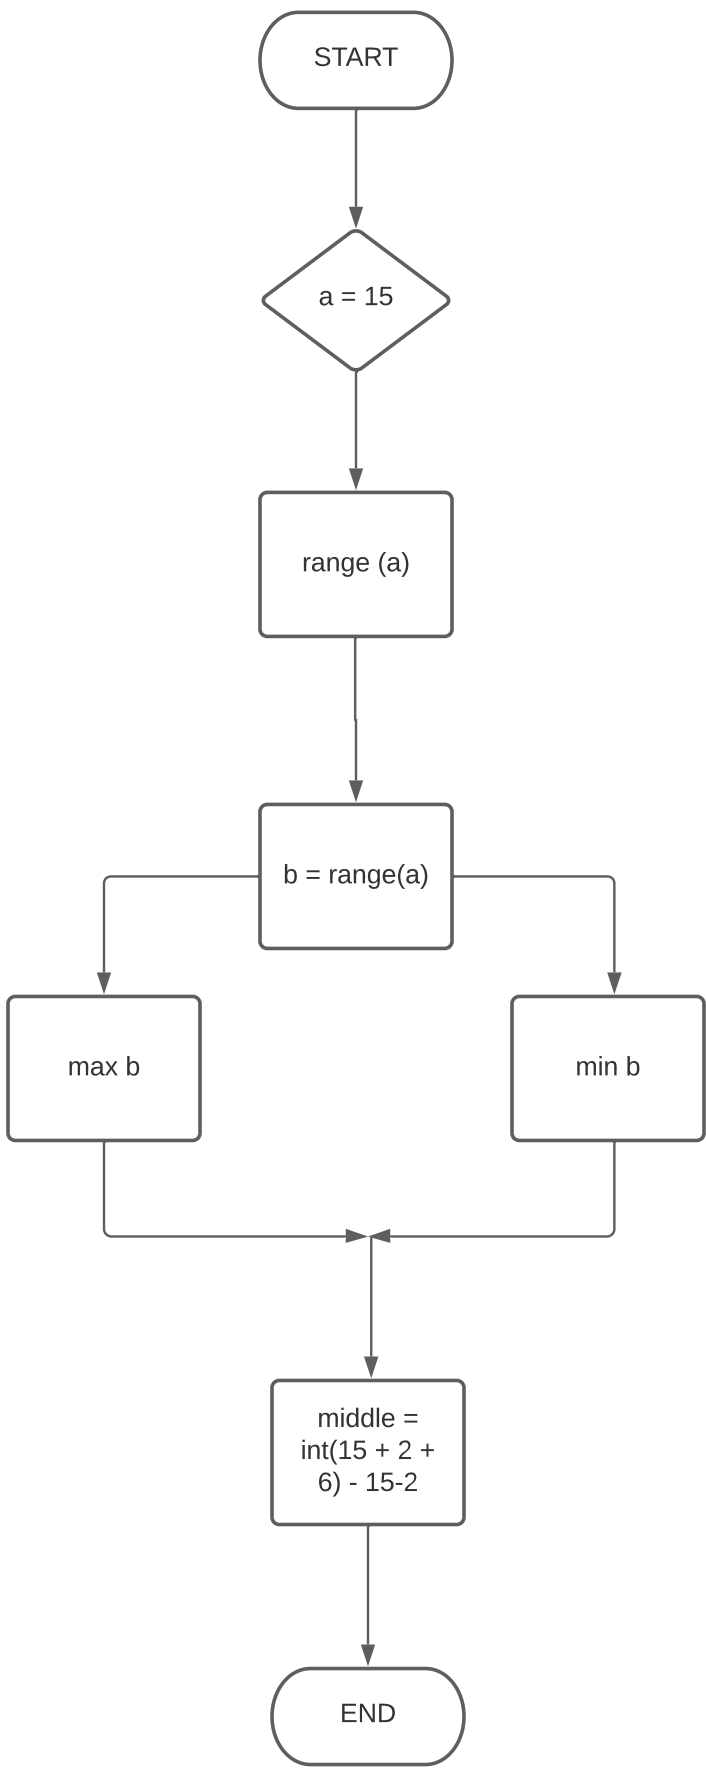 START
a = 15
range (a)
b = range(a)
max b
min b
middle =
int(15 + 2 +
6) - 15-2
END